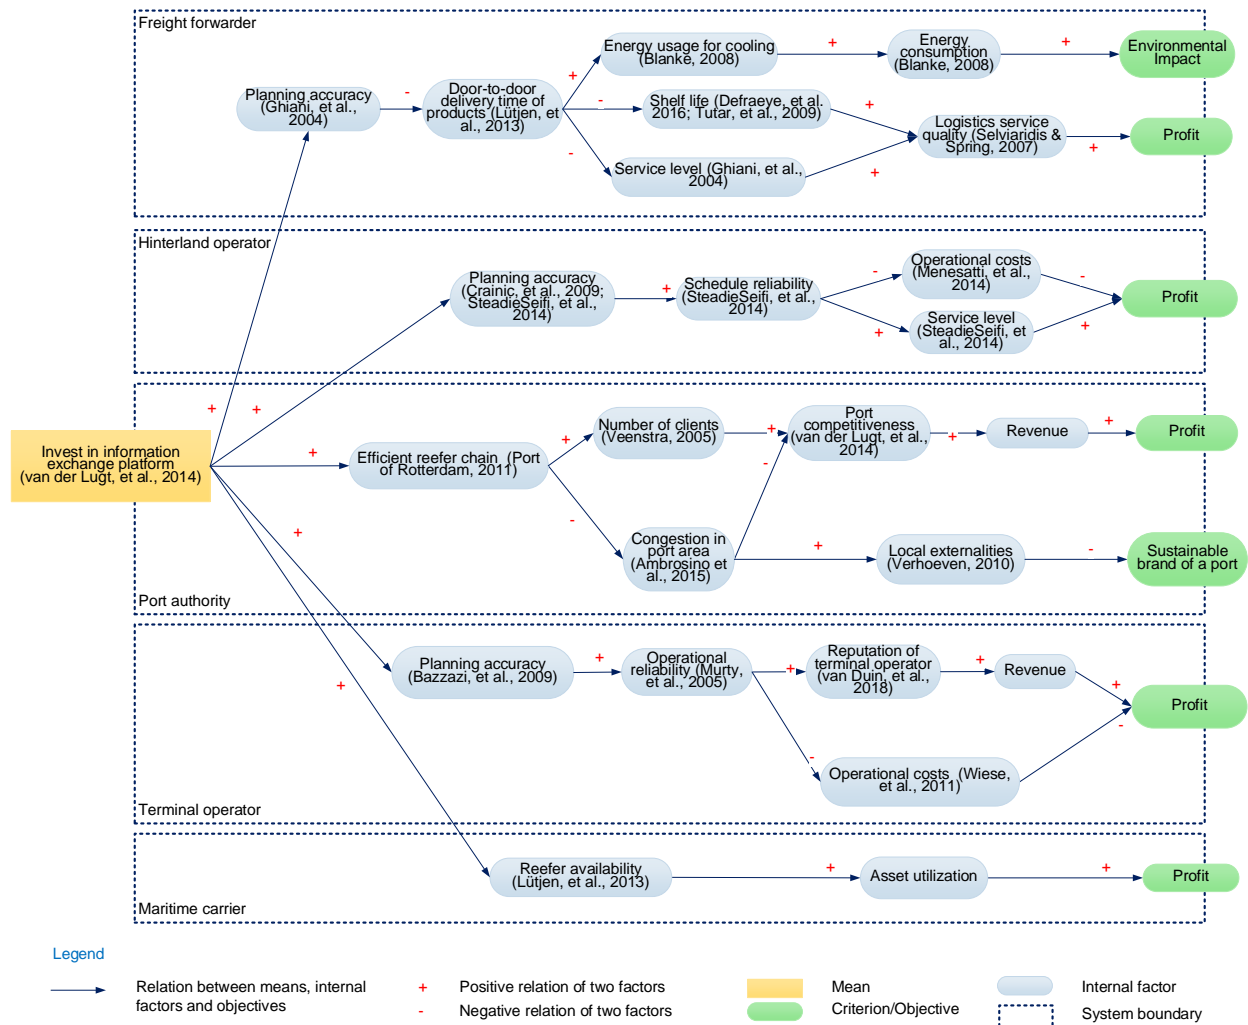 Freight forwarder
Planning accuracy
(Ghiani, et al.,
2004)
-
Door-to-door
delivery time of
products (Lütjen, et
al., 2013)
+
-
-
Energy usage for cooling
(Blanke, 2008)
+
Energy
consumption
(Blanke, 2008)
+
Environmental
Impact
Shelf life (Defraeye, et al.
2016; Tutar, et al., 2009)
+
Service level (Ghiani, et al.,
2004)
+
Logistics service
quality (Selviaridis &
Spring, 2007)
+
Profit
Hinterland operator
Planning accuracy
(Crainic, et al., 2009;
SteadieSeifi, et al.,
2014)
+
Schedule reliability
(SteadieSeifi, et al.,
2014)
-
+
Operational costs
(Menesatti, et al.,
2014)
-
Service level
(SteadieSeifi, et
al., 2014)
+
Profit
Invest in information
exchange platform
(van der Lugt, et al., 2014)
+
+
+
+
+
Efficient reefer chain  (Port
of Rotterdam, 2011)
+
-
Number of clients
(Veenstra, 2005)
+
-
Port
competitiveness
(van der Lugt, et al.,
2014)
+
Revenue
+
Profit
Congestion in
port area
(Ambrosino et
al., 2015)
+
Local externalities
(Verhoeven, 2010)
-
Sustainable
brand of a port
Port authority
Planning accuracy
(Bazzazi, et al., 2009)
+
Operational
reliability (Murty,
et al., 2005)
+
-
Reputation of
terminal operator
(van Duin, et al.,
2018)
+
Revenue
+
Operational costs  (Wiese,
et al., 2011)
-
Profit
Terminal operator
Reefer availability
(Lütjen, et al., 2013)
+
Asset utilization
+
Profit
Maritime carrier
Legend
Relation between means, internal
factors and objectives
+
Positive relation of two factors
-
Negative relation of two factors
Mean
Criterion/Objective
Internal factor
System boundary